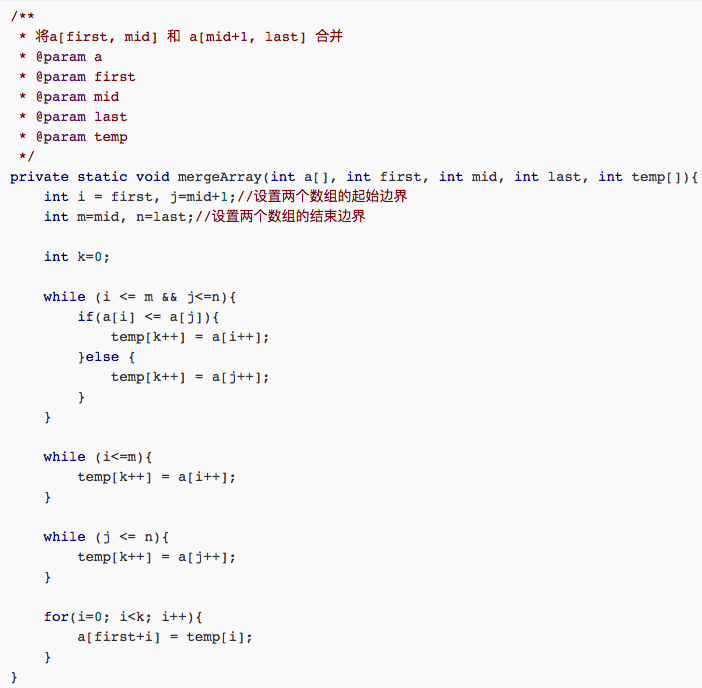 /**
 * 将a[first, mid] 和 a[mid+1, last] 合并
 * @param a
 * @param first
 * @param mid
 * @param last
 * @param temp
 */
private static void mergeArray(int a[], int first, int mid, int last, int temp[]){
    int i = first, j=mid+1;//设置两个数组的起始边界
    int m=mid, n=last;//设置两个数组的结束边界

    int k=0;

    while (i <= m && j<=n){
        if(a[i] <= a[j]){
            temp[k++] = a[i++];
        }else {
            temp[k++] = a[j++];
        }
    }

    while (i<=m){
        temp[k++] = a[i++];
    }

    while (j <= n){
        temp[k++] = a[j++];
    }

    for(i=0; i<k; i++){
        a[first+i] = temp[i];
    }
}